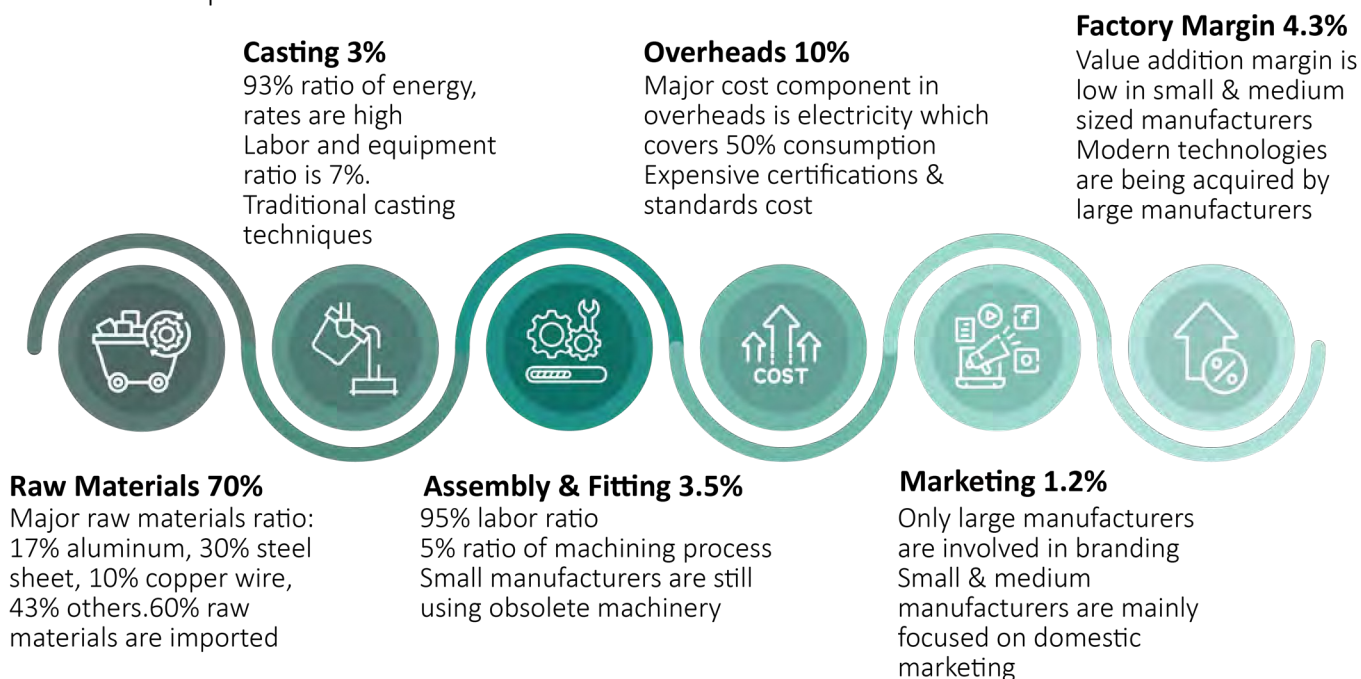 Casting 3%
93% ratio of energy,
rates are high
Labor and equipment
ratio is 7%.
Traditional casting
techniques
Overheads 10%
Major cost component in
overheads is electricity which
covers 50% consumption
Expensive certifications &
standards cost
Factory Margin 4.3%
Value addition margin is
low in small & medium
sized manufacturers
Modern technologies
are being acquired by
large manufacturers
COST
Raw Materials 70%
Major raw materials ratio:
17% aluminum, 30% steel
sheet, 10% copper wire,
43% others.60% raw
materials are imported
Assembly & Fitting 3.5%
95% labor ratio
5% ratio of machining process
Small manufacturers are still
using obsolete machinery
Marketing 1.2%
Only large manufacturers
are involved in branding
Small & medium
manufacturers are mainly
focused on domestic
marketing